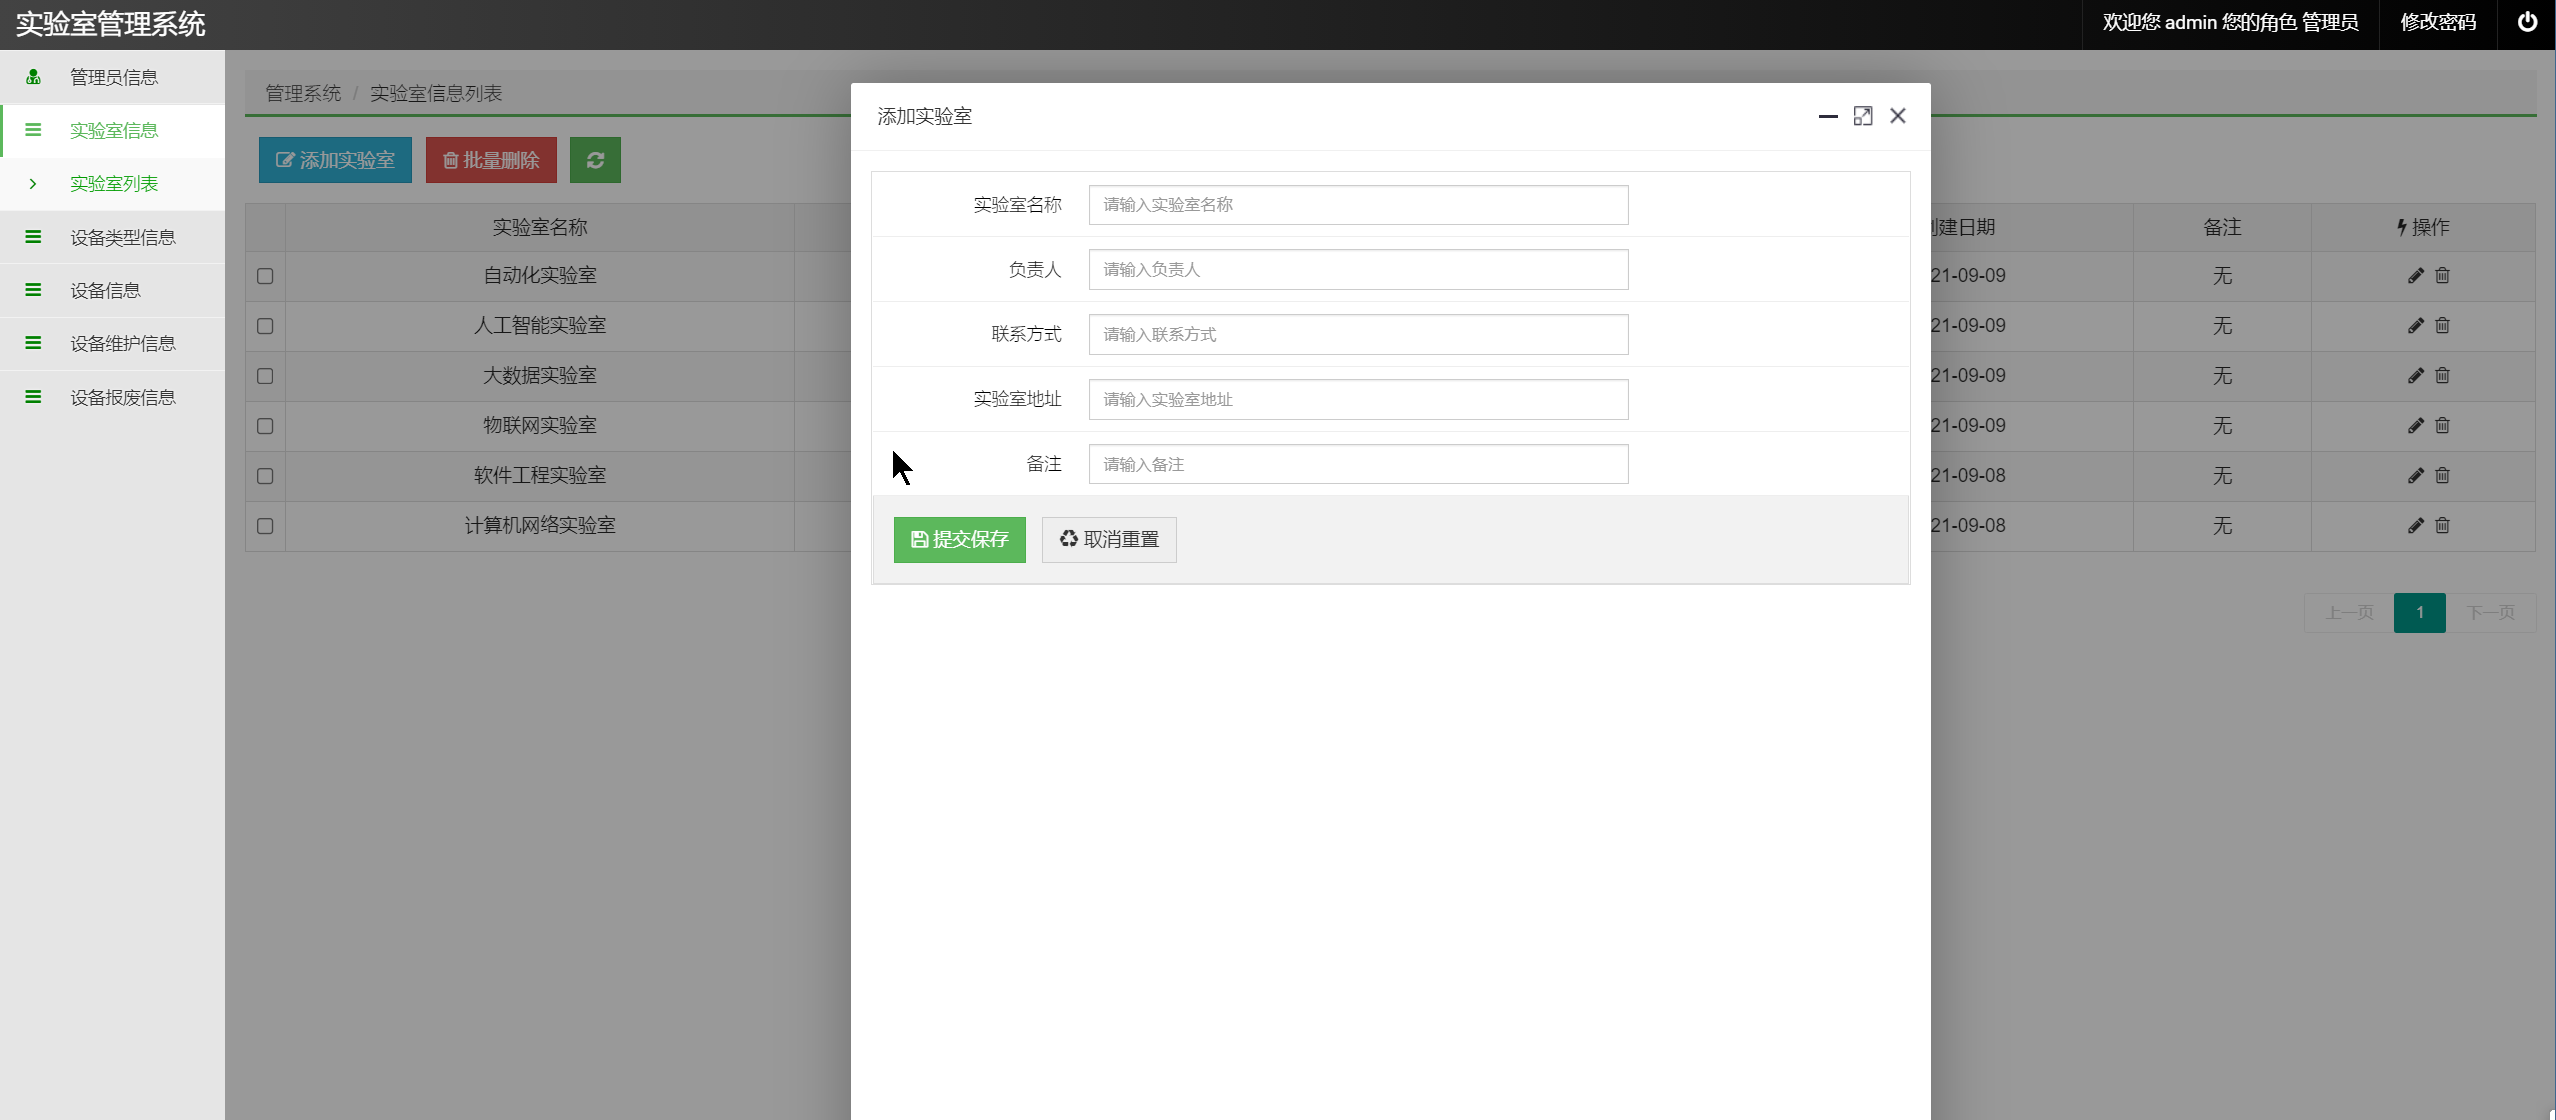 实验室管理系统
欢迎您 admin 您的角色 管理员
修改密码
管理员信息
实验室信息
实验室列表
设备类型信息
设备信息
设备维护信息
设备报废信息
管理系统 / 实验室信息列表
添加实验室
批量删除
实验室名称
建日期
备注
操作
自动化实验室
21-09-09
无
人工智能实验室
21-09-09
无
大数据实验室
21-09-09
无
物联网实验室
21-09-09
无
软件工程实验室
21-09-08
无
计算机网络实验室
21-09-08
无
上一页
1
下一页
添加实验室
实验室名称
请输入实验室名称
负责人
请输入负责人
联系方式
请输入联系方式
实验室地址
请输入实验室地址
备注
请输入备注
提交保存
取消重置